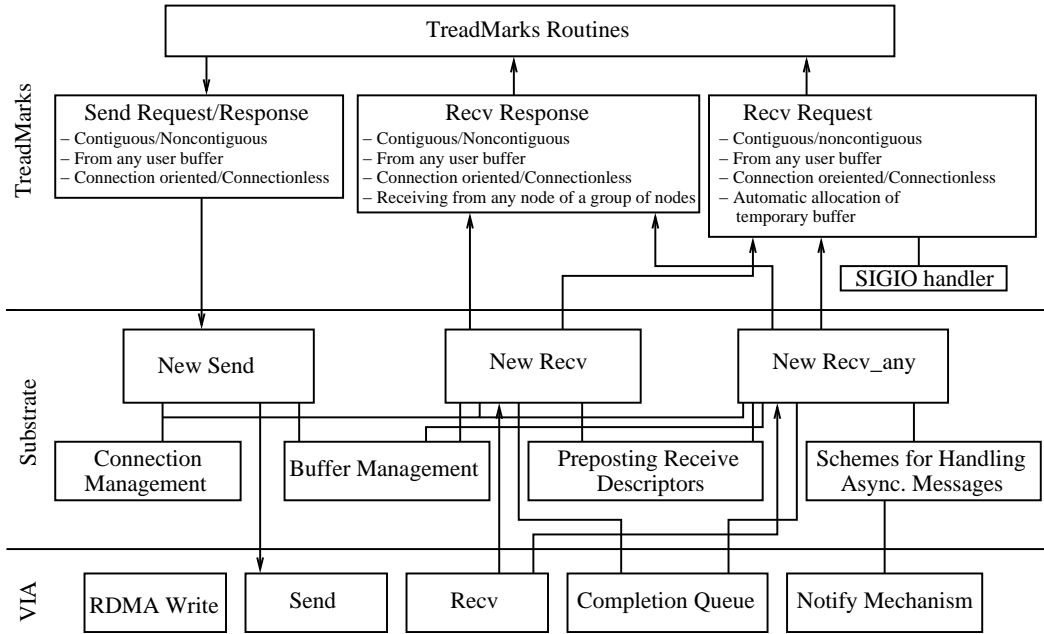 TreadMarks Routines
TreadMarks
Send Request/Response
– Contiguous/Noncontiguous
– From any user buffer
– Connection oriented/Connectionless
Recv Response
– Contiguous/Noncontiguous
– From any user buffer
– Connection oriented/Connectionless
– Receiving from any node of a group of nodes
Recv Request
– Contiguous/noncontiguous
– From any user buffer
– Connection oreiented/Connectionless
– Automatic allocation of
temporary buffer
SIGIO handler
Substrate
New Send
New Recv
New Recv_any
Connection
Management
Buffer Management
Preposting Receive
Descriptors
Schemes for Handling
Async. Messages
VIA
RDMA Write
Send
Recv
Completion Queue
Notify Mechanism